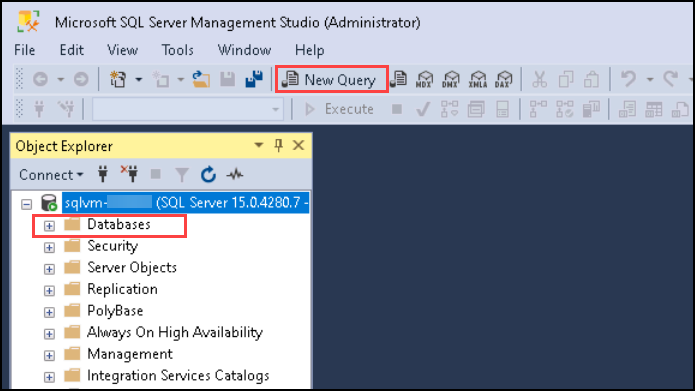 Microsoft SQL Server Management Studio (Administrator)
File Edit View Tools Window Help
New Query MDX DMX XMLA DAX
Execute
Object Explorer
Connect
sqlvm- (SQL Server 15.0.4280.7 -
Databases
Security
Server Objects
Replication
PolyBase
Always On High Availability
Management
Integration Services Catalogs